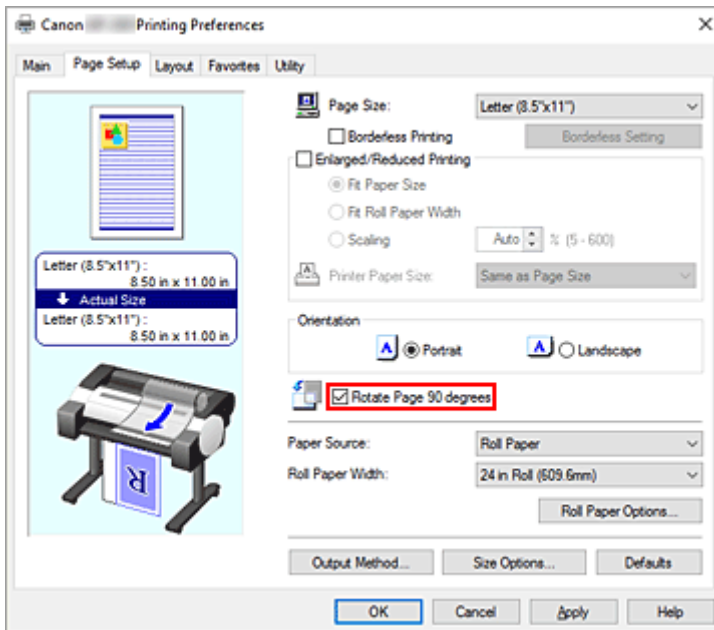 Canon Printing Preferences
Main Page Setup Layout Favorites Utility
Page Size: Letter (8.5"x11")
Borderless Printing Borderless Setting
Enlarged/Reduced Printing
Fit Paper Size
Fit Roll Paper Width
Scaling Auto % (5 - 600)
Printer Paper Size: Same as Page Size
Letter (8.5"x11") :
8.50 in x 11.00 in
Actual Size
Letter (8.5"x11") :
8.50 in x 11.00 in
Orientation
A Portrait A Landscape
Rotate Page 90 degrees
Paper Source: Roll Paper
Roll Paper Width: 24 in Roll (609.6mm)
Roll Paper Options...
R
Output Method... Size Options... Defaults
OK Cancel Apply Help